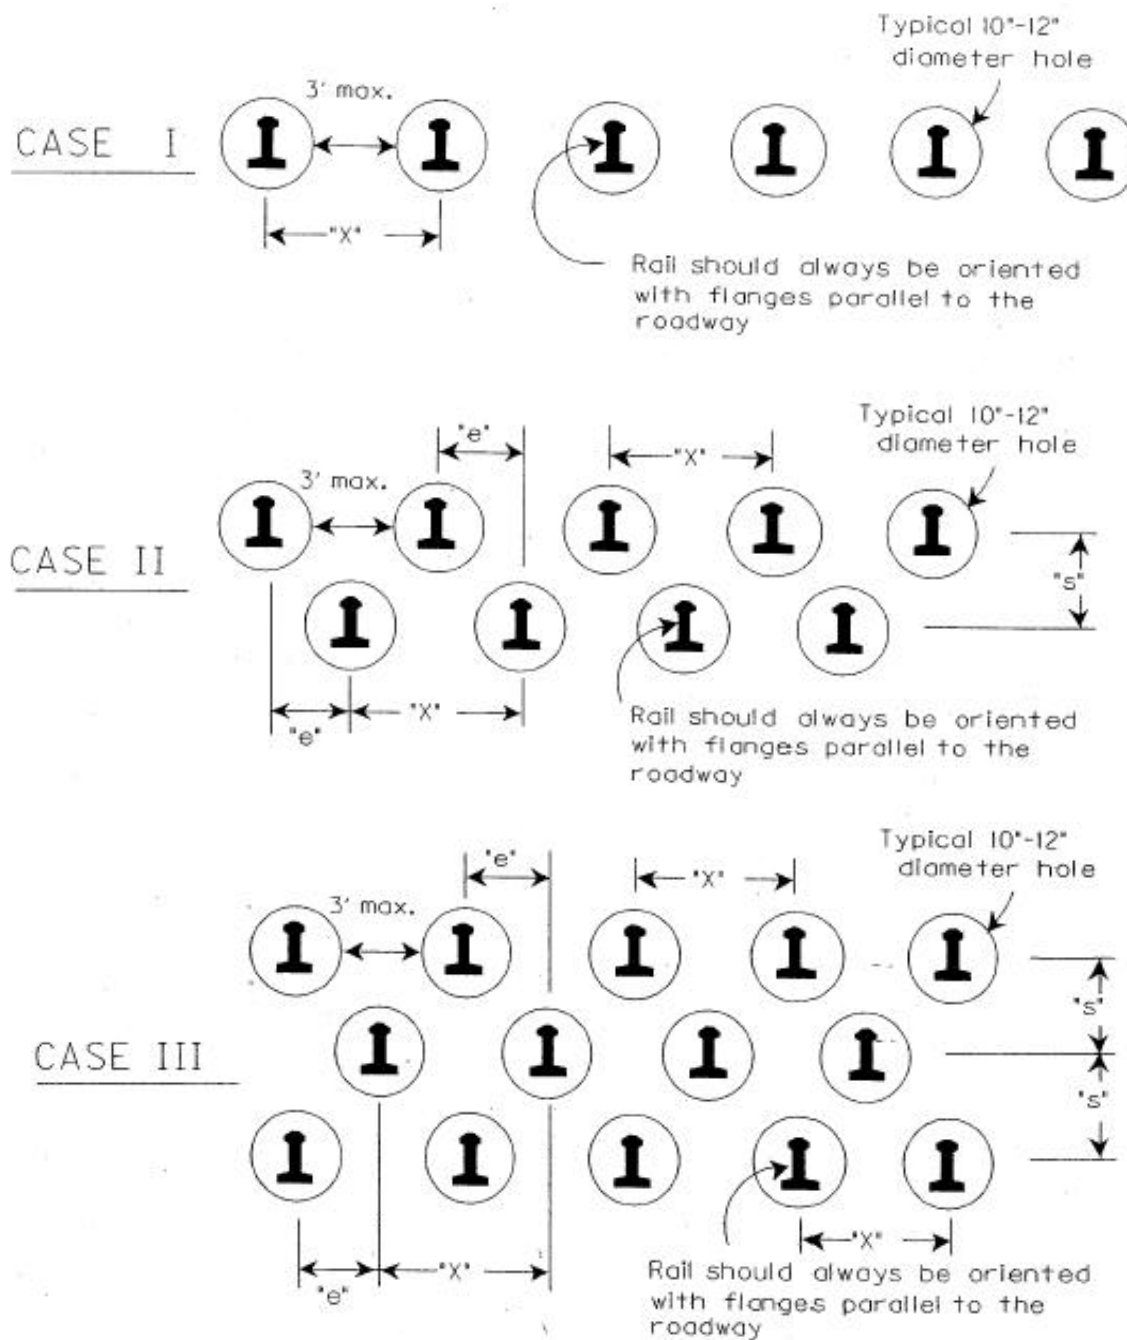 Typical 10"-12"
diameter hole
3' max.
CASE I
"X"
Rail should always be oriented
with flanges parallel to the
roadway
Typical 10"-12"
diameter hole
"e"
"X"
3' max.
CASE II
"s"
"X"
"e"
Rail should always be oriented
with flanges parallel to the
roadway
Typical 10"-12"
diameter hole
"e"
"X"
3' max.
"s"
CASE III
"s"
"X"
"X"
"e"
Rail should always be oriented
with flanges parallel to the
roadway